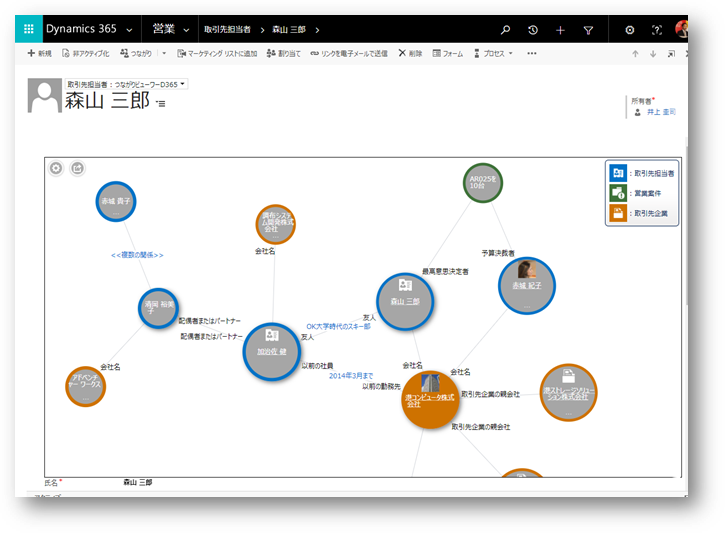 Dynamics 365 営業 取引先担当者 森山 三郎
新規 非アクティブ化 つながり マーケティング リストに追加 割り当て リンクを電子メールで送信 削除 フォーム プロセス
取引先担当者 : つながりビューワーD365
森山 三郎
所有者*
井上 圭司
: 取引先担当者
: 営業案件
: 取引先企業
AR025を
10台
赤城 貴子
調布システ
ム開発株式
会社
会社名
<<複数の関係>>
予算決裁者
最高意思決定者
赤城 紀子
森山 三郎
裕美
子
配偶者またはパートナー
配偶者またはパートナー
友人
OK大学時代のスキー部
友人
加治佐 健
会社名
以前の社員
2014年3月まで
以前の勤務先
会社名
会社名
アドベンチ
ャー ワークス
港コンピュータ株式
会社
取引先企業の親会社
港ストレージソリュー
ション株式会社
取引先企業の親会社
氏名* 森山 三郎